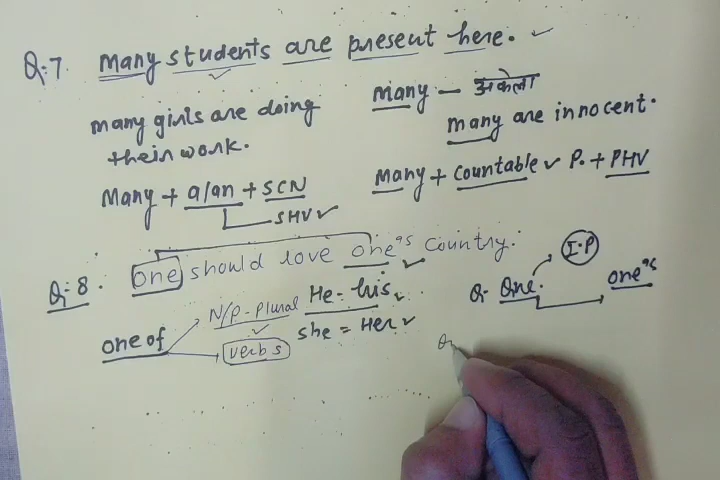 Q.7 Many students are present here.
many girls are doing
their work.
many - अकेला
many are innocent.
Many + a/an + SCN
SHV
Many + countable P. + PHV
Q.8. one should love one's country.
one of
N/P - Plural
verb s
He - his
she = Her
Q- One.
I.P
one's